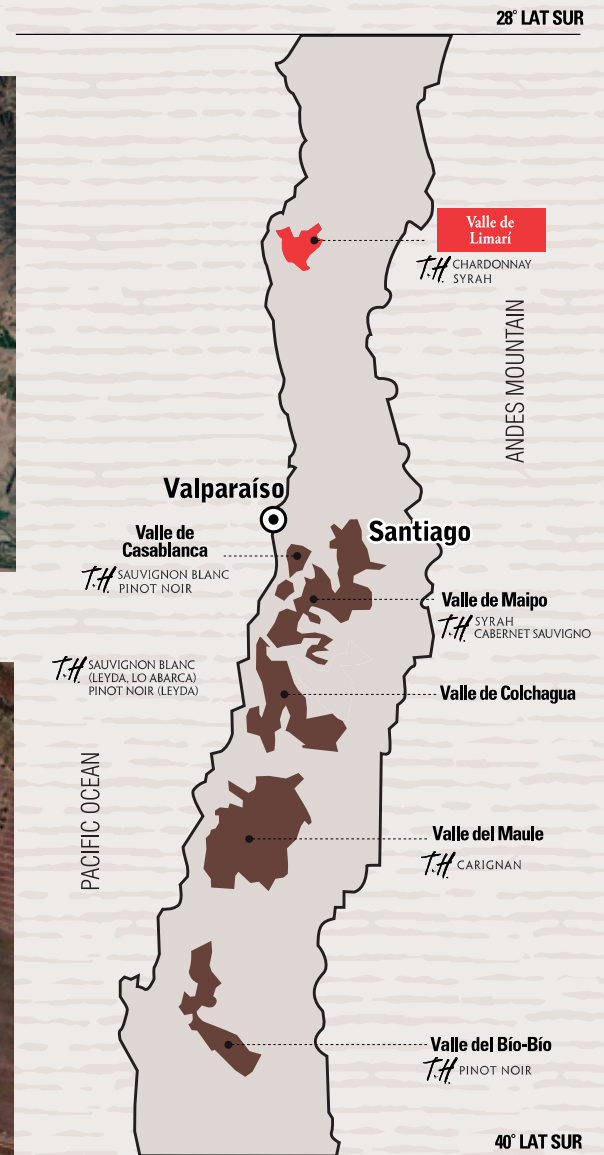 28° LAT SUR
Valle de
Limarí
T.H. CHARDONNAY
SYRAH
ANDES MOUNTAIN
Valparaíso
Santiago
Valle de
Casablanca
T.H. SAUVIGNON BLANC
PINOT NOIR
Valle de Maipo
T.H. SYRAH
CABERNET SAUVIGNO
T.H. SAUVIGNON BLANC
(LEYDA, LO ABARCA)
PINOT NOIR (LEYDA)
Valle de Colchagua
PACIFIC OCEAN
Valle del Maule
T.H. CARIGNAN
Valle del Bío-Bío
T.H. PINOT NOIR
40° LAT SUR